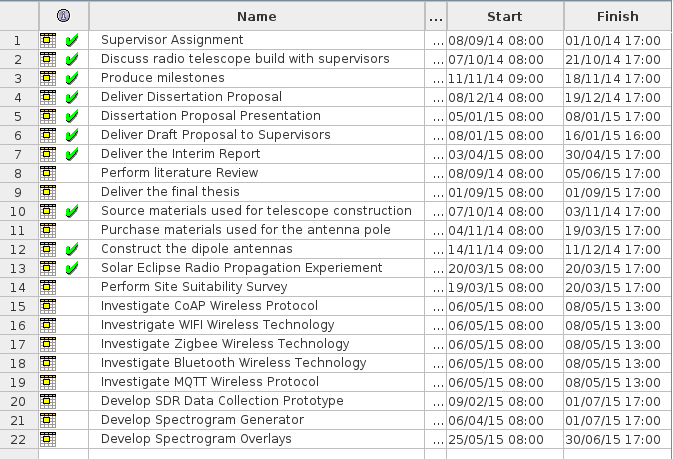 Name ... Start Finish
1 Supervisor Assignment ... 08/09/14 08:00 01/10/14 17:00
2 Discuss radio telescope build with supervisors ... 07/10/14 08:00 21/10/14 17:00
3 Produce milestones ... 11/11/14 09:00 18/11/14 17:00
4 Deliver Dissertation Proposal ... 08/12/14 08:00 19/12/14 17:00
5 Dissertation Proposal Presentation ... 05/01/15 08:00 08/01/15 17:00
6 Deliver Draft Proposal to Supervisors ... 08/01/15 08:00 16/01/15 16:00
7 Deliver the Interim Report ... 03/04/15 08:00 30/04/15 17:00
8 Perform literature Review ... 08/09/14 08:00 05/06/15 17:00
9 Deliver the final thesis ... 01/09/15 08:00 01/09/15 17:00
10 Source materials used for telescope construction ... 07/10/14 08:00 03/11/14 17:00
11 Purchase materials used for the antenna pole ... 04/11/14 08:00 19/03/15 17:00
12 Construct the dipole antennas ... 14/11/14 09:00 11/12/14 17:00
13 Solar Eclipse Radio Propagation Experiement ... 20/03/15 08:00 20/03/15 17:00
14 Perform Site Suitability Survey ... 19/03/15 08:00 20/03/15 17:00
15 Investigate CoAP Wireless Protocol ... 06/05/15 08:00 08/05/15 13:00
16 Invesrtigate WIFI Wireless Technology ... 06/05/15 08:00 08/05/15 13:00
17 Investigate Zigbee Wireless Technology ... 06/05/15 08:00 08/05/15 13:00
18 Investigate Bluetooth Wireless Technology ... 06/05/15 08:00 08/05/15 13:00
19 Investigate MQTT Wireless Protocol ... 06/05/15 08:00 08/05/15 13:00
20 Develop SDR Data Collection Prototype ... 09/02/15 08:00 01/07/15 17:00
21 Develop Spectrogram Generator ... 06/04/15 08:00 01/07/15 17:00
22 Develop Spectrogram Overlays ... 25/05/15 08:00 30/06/15 17:00